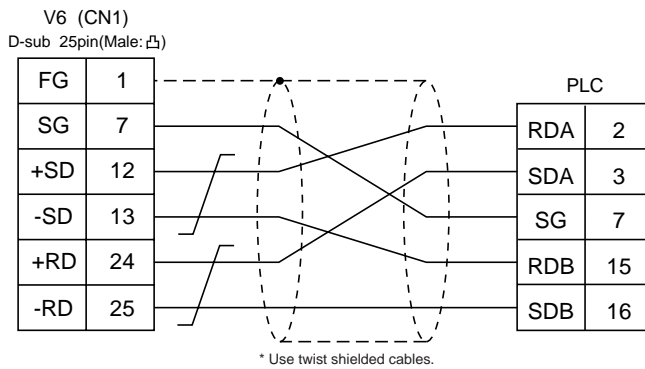 V6 (CN1)
D-sub 25pin(Male: 凸)
FG 1
SG 7
+SD 12
-SD 13
+RD 24
-RD 25
PLC
RDA 2
SDA 3
SG 7
RDB 15
SDB 16
* Use twist shielded cables.